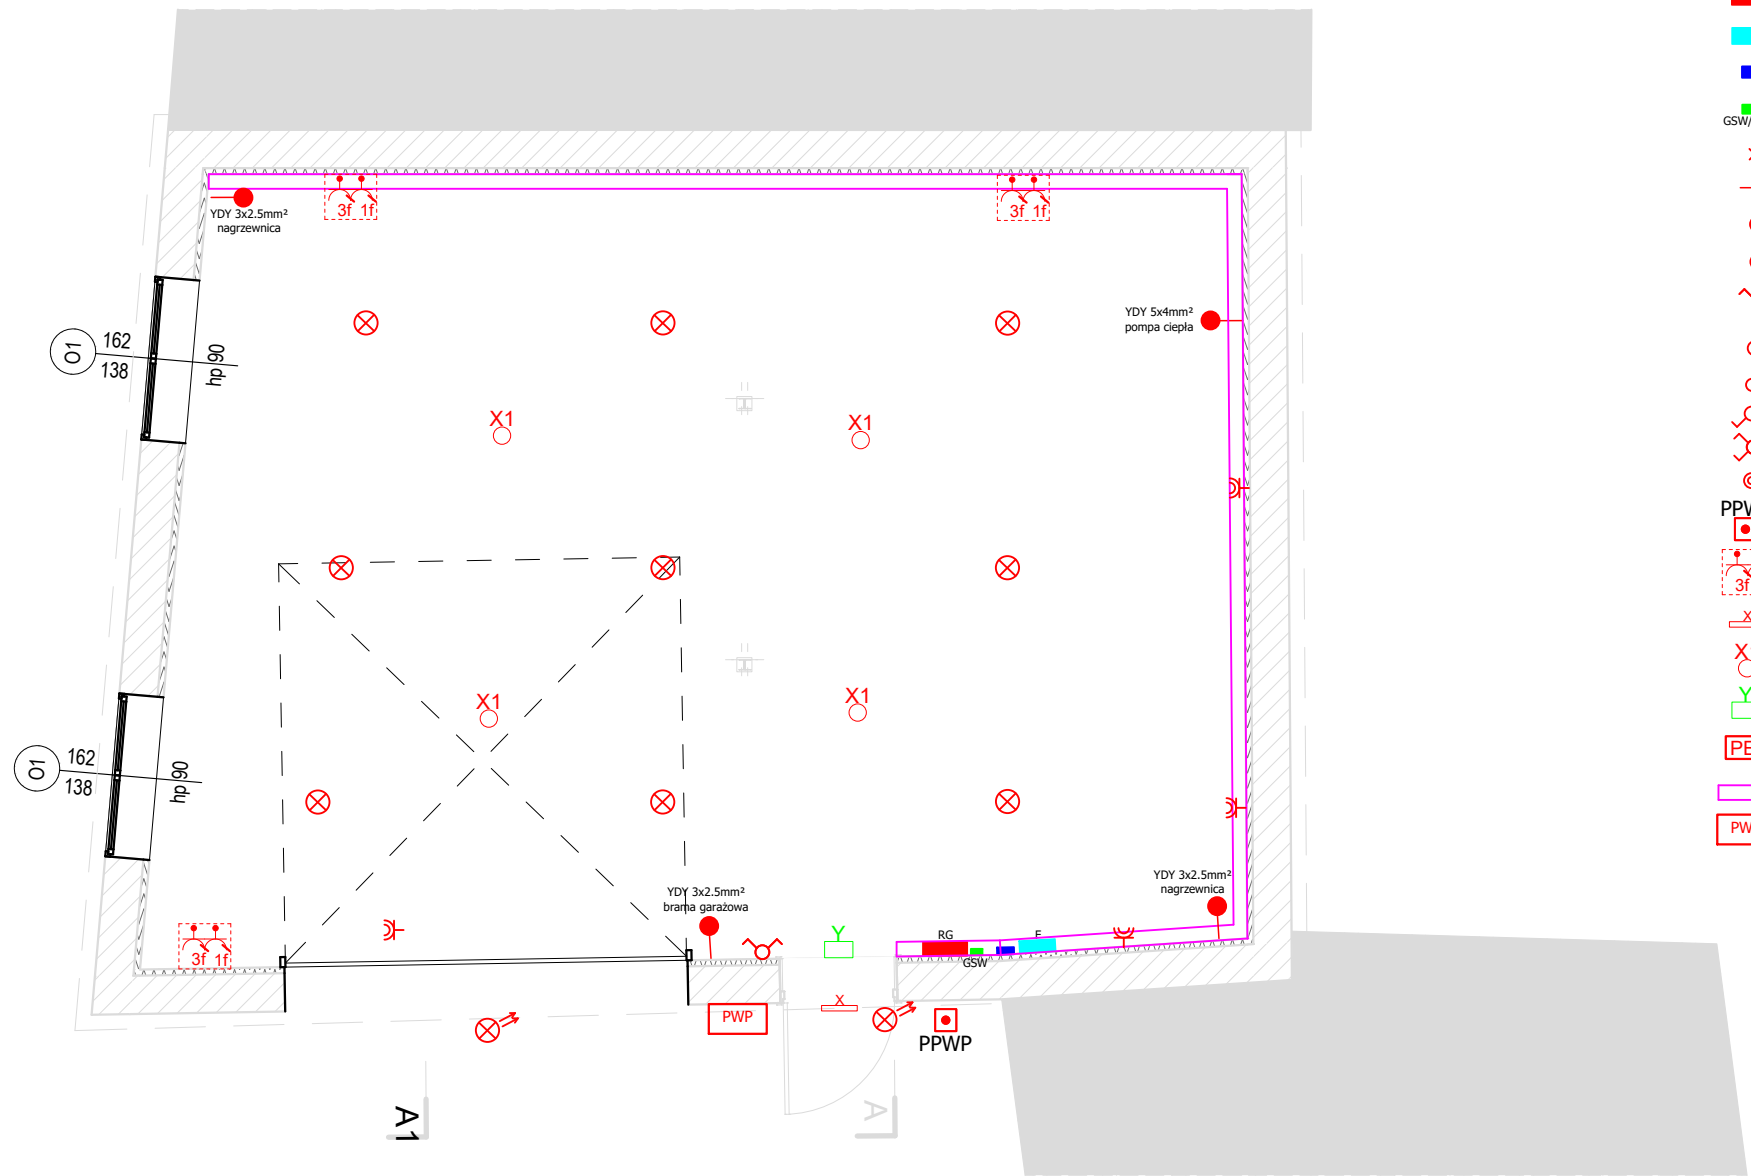 GSW/
YDY 3x2.5mm²
nagrzewnica
3f 1f
3f 1f
YDY 5x4mm²
pompa ciepła
O1
162
138
hp 90
X1
X1
PPW
3f
X
X
Y
X1
X1
O1
162
138
hp 90
PW
YDY 3x2.5mm²
brama garażowa
YDY 3x2.5mm²
nagrzewnica
3f 1f
Y
RG
GSW
X
PWP
PPWP
A1
A